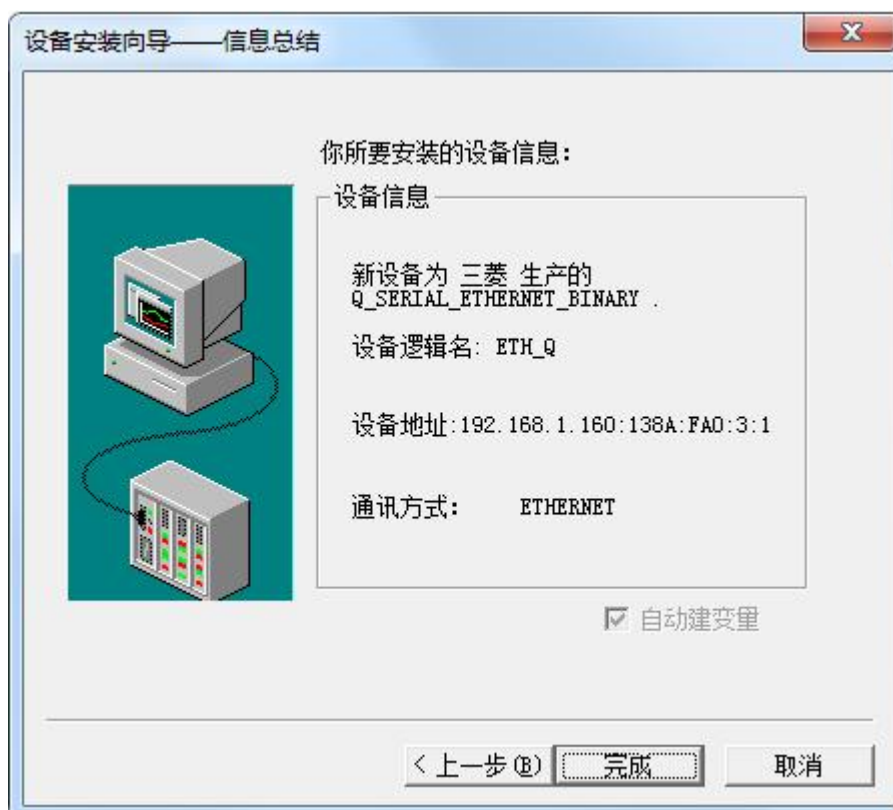 设备安装向导——信息总结
你所要安装的设备信息：
设备信息
新设备为 三菱 生产的
Q_SERIAL_ETHERNET_BINARY .
设备逻辑名: ETH_Q
设备地址:192.168.1.160:138A:FA0:3:1
通讯方式： ETHERNET
自动建变量
< 上一步(B)
完成
取消